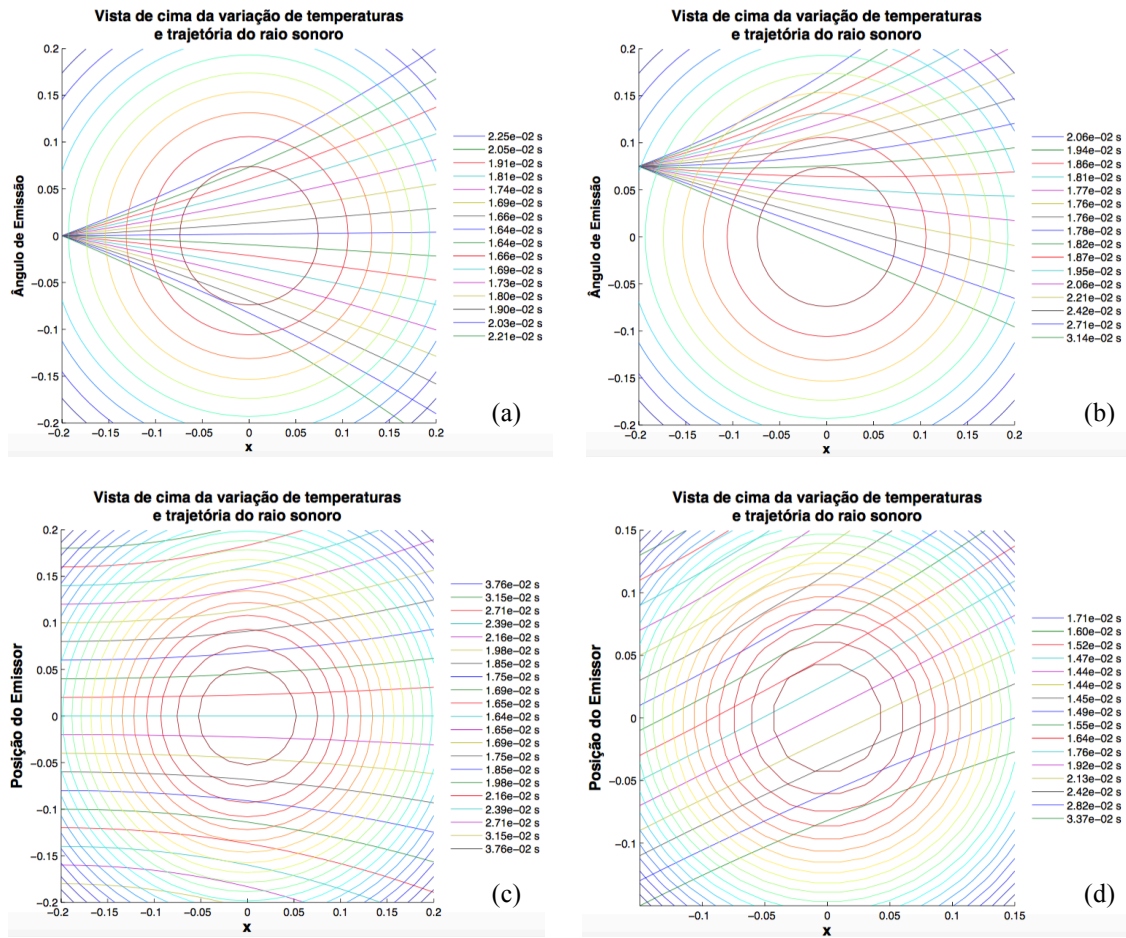 Vista de cima da variação de temperaturas
e trajetória do raio sonoro
Ângulo de Emissão
0.2
0.15
0.1
0.05
0
−0.05
−0.1
−0.15
−0.2
−0.2 −0.15 −0.1 −0.05 0 0.05 0.1 0.15 0.2
x
2.25e−02 s
2.05e−02 s
1.91e−02 s
1.81e−02 s
1.74e−02 s
1.69e−02 s
1.66e−02 s
1.64e−02 s
1.64e−02 s
1.66e−02 s
1.69e−02 s
1.73e−02 s
1.80e−02 s
1.90e−02 s
2.03e−02 s
2.21e−02 s
(a)
Vista de cima da variação de temperaturas
e trajetória do raio sonoro
Ângulo de Emissão
0.2
0.15
0.1
0.05
0
−0.05
−0.1
−0.15
−0.2
−0.2 −0.15 −0.1 −0.05 0 0.05 0.1 0.15 0.2
x
2.06e−02 s
1.94e−02 s
1.86e−02 s
1.81e−02 s
1.77e−02 s
1.76e−02 s
1.76e−02 s
1.78e−02 s
1.82e−02 s
1.87e−02 s
1.95e−02 s
2.06e−02 s
2.21e−02 s
2.42e−02 s
2.71e−02 s
3.14e−02 s
(b)
Vista de cima da variação de temperaturas
e trajetória do raio sonoro
Posição do Emissor
0.2
0.15
0.1
0.05
0
−0.05
−0.1
−0.15
−0.2
−0.2 −0.15 −0.1 −0.05 0 0.05 0.1 0.15 0.2
x
3.76e−02 s
3.15e−02 s
2.71e−02 s
2.39e−02 s
2.16e−02 s
1.98e−02 s
1.85e−02 s
1.75e−02 s
1.69e−02 s
1.65e−02 s
1.64e−02 s
1.65e−02 s
1.69e−02 s
1.75e−02 s
1.85e−02 s
1.98e−02 s
2.16e−02 s
2.39e−02 s
2.71e−02 s
3.15e−02 s
3.76e−02 s
(c)
Vista de cima da variação de temperaturas
e trajetória do raio sonoro
Posição do Emissor
0.15
0.1
0.05
0
−0.05
−0.1
−0.1 −0.05 0 0.05 0.1 0.15
x
1.71e−02 s
1.60e−02 s
1.52e−02 s
1.47e−02 s
1.44e−02 s
1.44e−02 s
1.45e−02 s
1.49e−02 s
1.55e−02 s
1.64e−02 s
1.76e−02 s
1.92e−02 s
2.13e−02 s
2.42e−02 s
2.82e−02 s
3.37e−02 s
(d)